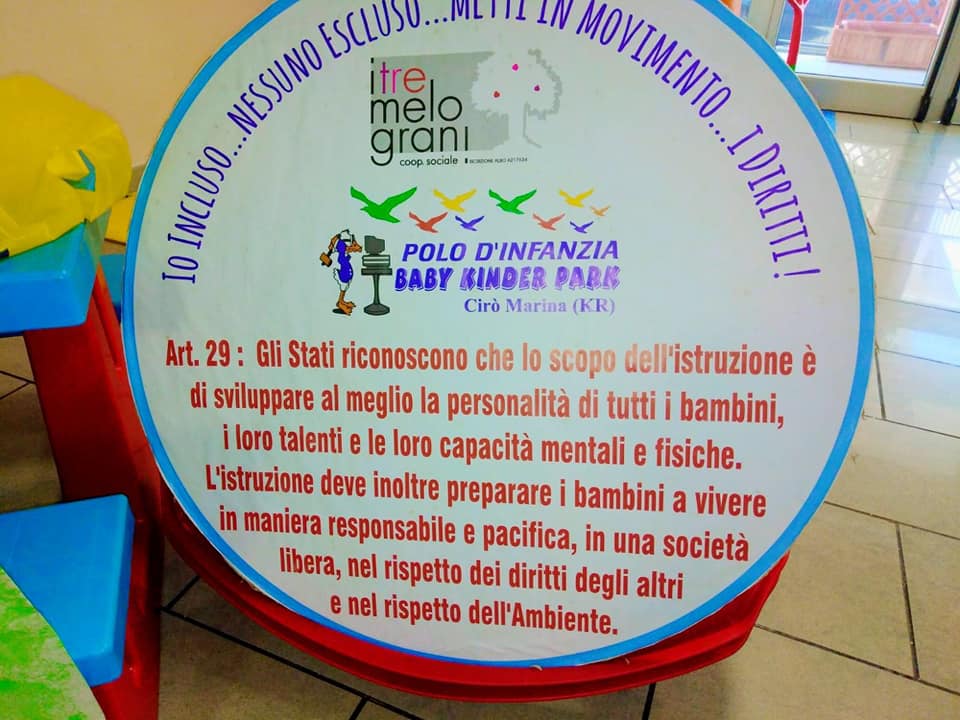 Io Incluso...nessuno Escluso...Metti in movimento...i Diritti!
i tre
melo
grani
coop. sociale ISCRIZIONE ALBO A217024
POLO D'INFANZIA
BABY KINDER PARK
Cirò Marina (KR)
Art. 29 : Gli Stati riconoscono che lo scopo dell'istruzione è
di sviluppare al meglio la personalità di tutti i bambini,
i loro talenti e le loro capacità mentali e fisiche.
L'istruzione deve inoltre preparare i bambini a vivere
in maniera responsabile e pacifica, in una società
libera, nel rispetto dei diritti degli altri
e nel rispetto dell'Ambiente.